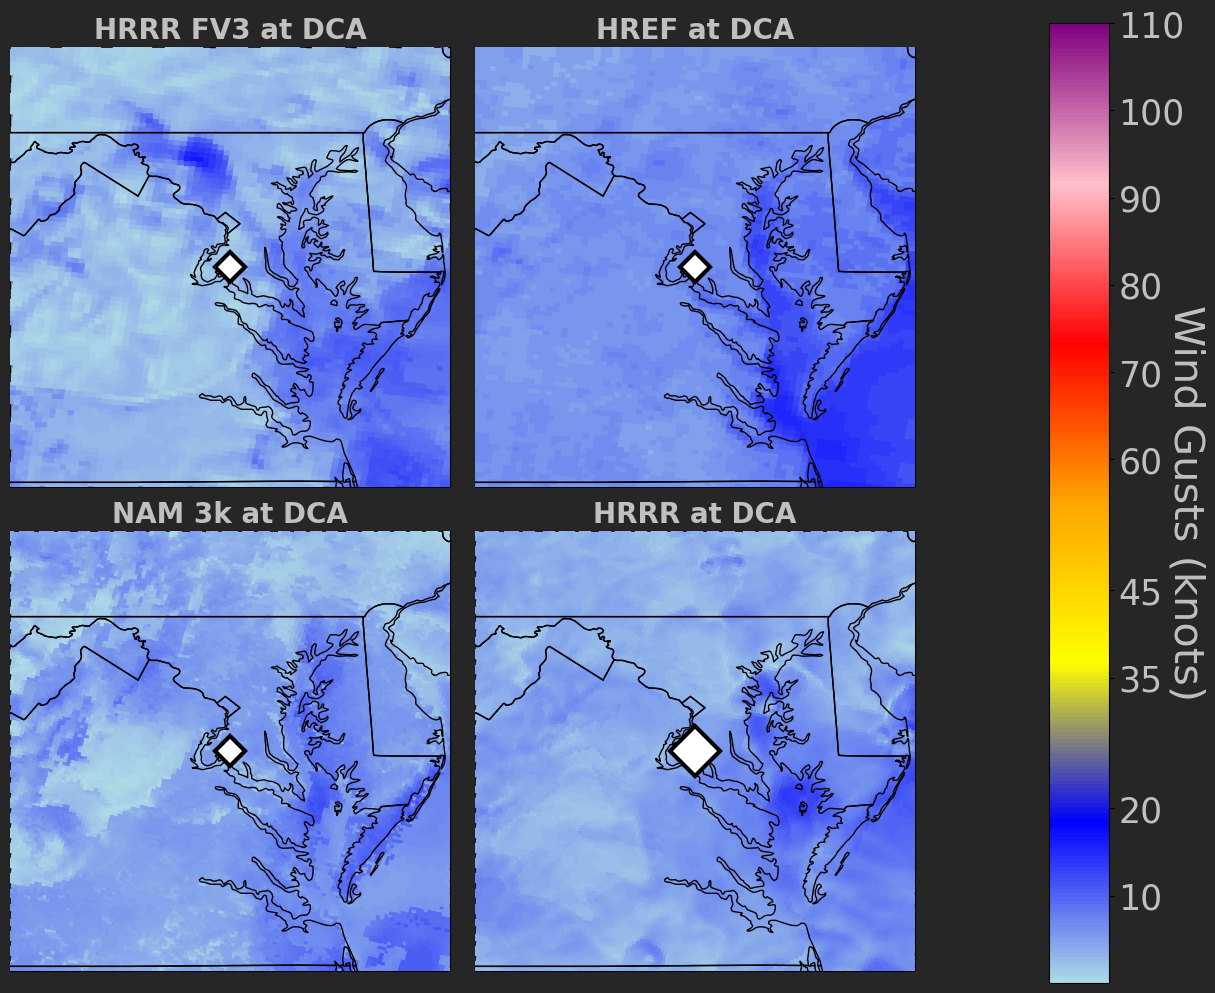 HRRR FV3 at DCA
HREF at DCA
NAM 3k at DCA
HRRR at DCA
110
100
90
80
70
60
45
35
20
10
Wind Gusts (knots)